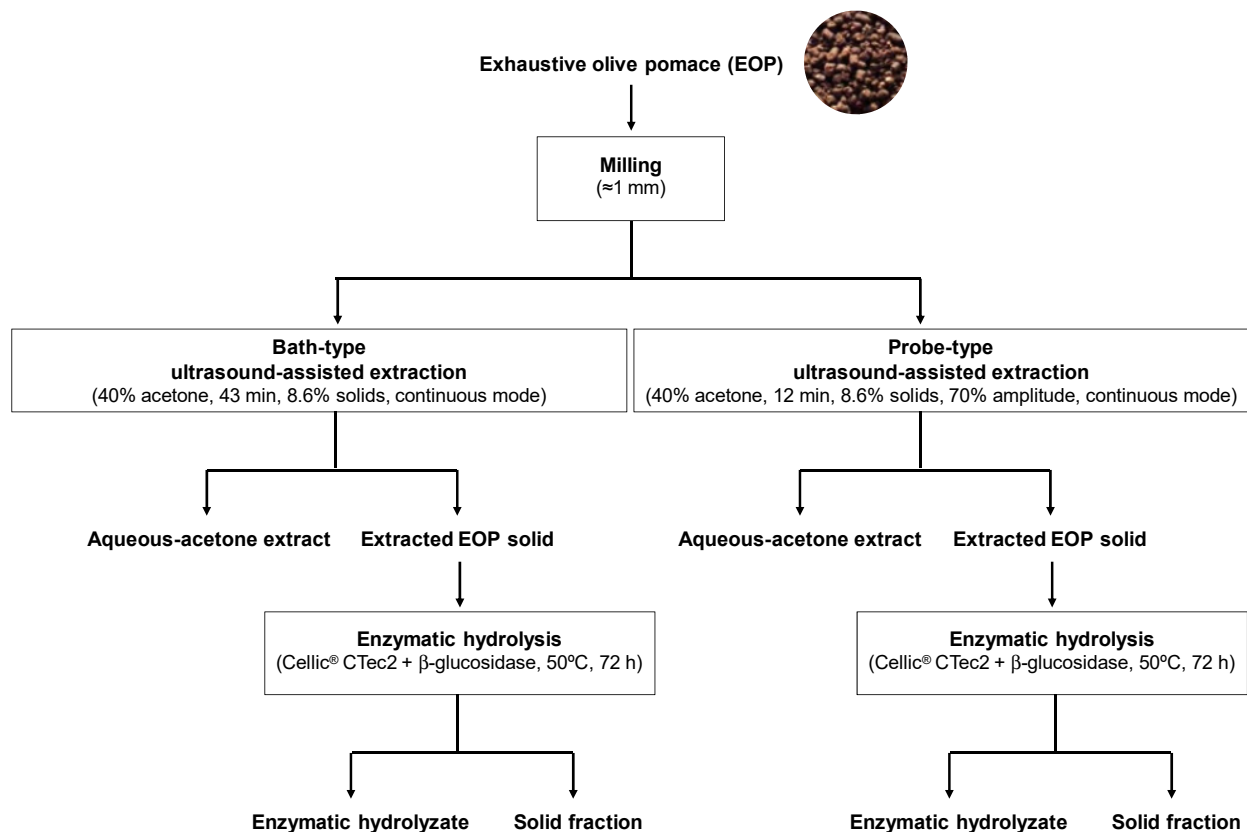 Exhaustive olive pomace (EOP)
Milling
(≈1 mm)
Bath-type
ultrasound-assisted extraction
(40% acetone, 43 min, 8.6% solids, continuous mode)
Probe-type
ultrasound-assisted extraction
(40% acetone, 12 min, 8.6% solids, 70% amplitude, continuous mode)
Aqueous-acetone extract
Extracted EOP solid
Aqueous-acetone extract
Extracted EOP solid
Enzymatic hydrolysis
(Cellic® CTec2 + β-glucosidase, 50ºC, 72 h)
Enzymatic hydrolysis
(Cellic® CTec2 + β-glucosidase, 50ºC, 72 h)
Enzymatic hydrolyzate
Solid fraction
Enzymatic hydrolyzate
Solid fraction